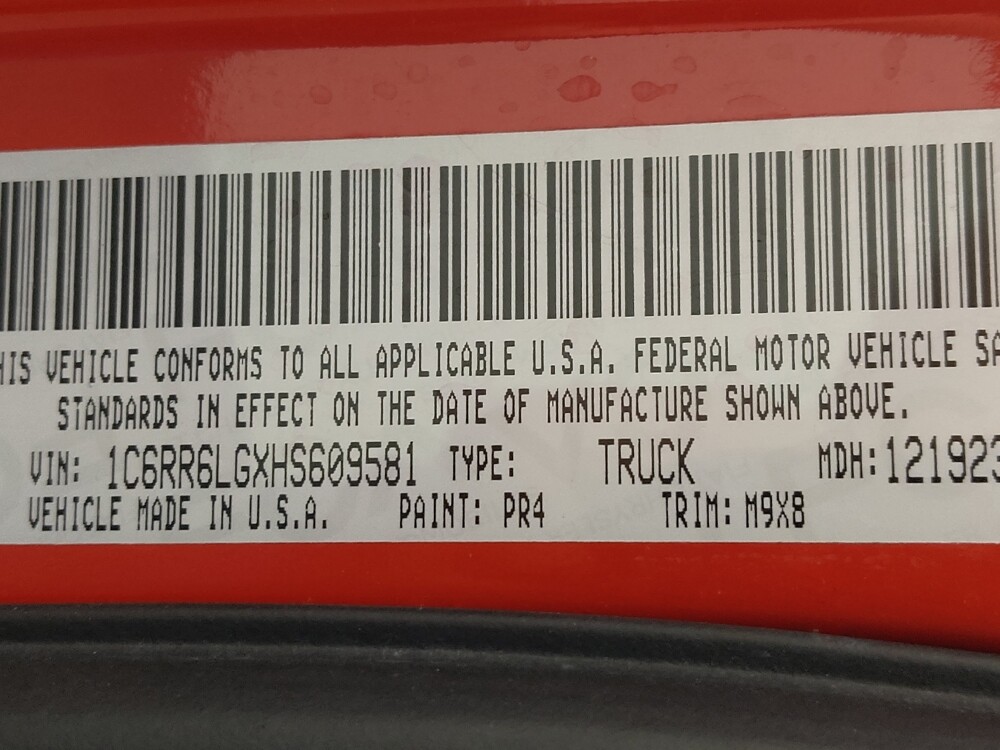 HIS VEHICLE CONFORMS TO ALL APPLICABLE U.S.A. FEDERAL MOTOR VEHICLE SA
STANDARDS IN EFFECT ON THE DATE OF MANUFACTURE SHOWN ABOVE.
VIN: 1C6RR6LGXHS609581 TYPE: TRUCK MDH: 121923
VEHICLE MADE IN U.S.A. PAINT: PR4 TRIM: M9X8